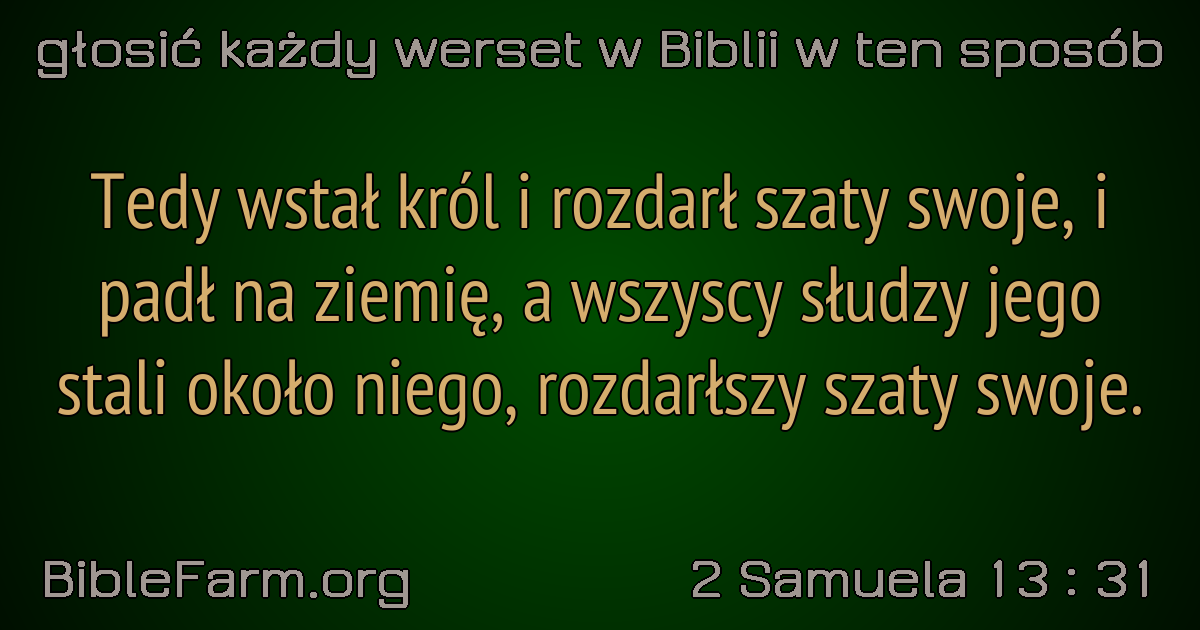 głosić każdy werset w Biblii w ten sposób
Tedy wstał król i rozdarł szaty swoje, i
padł na ziemię, a wszyscy słudzy jego
stali około niego, rozdarłszy szaty swoje.
BibleFarm.org
2 Samuela 13 : 31